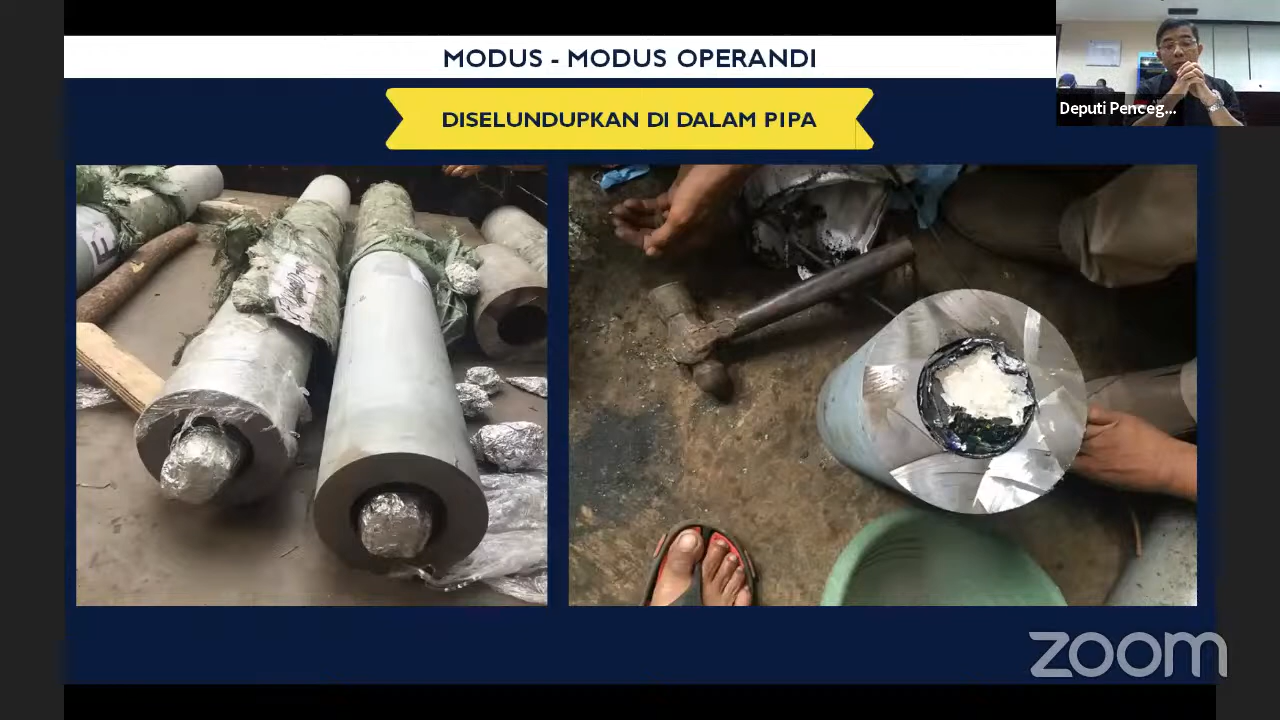 MODUS - MODUS OPERANDI
DISELUNDUPKAN DI DALAM PIPA
Deputi Penceg...
zoom